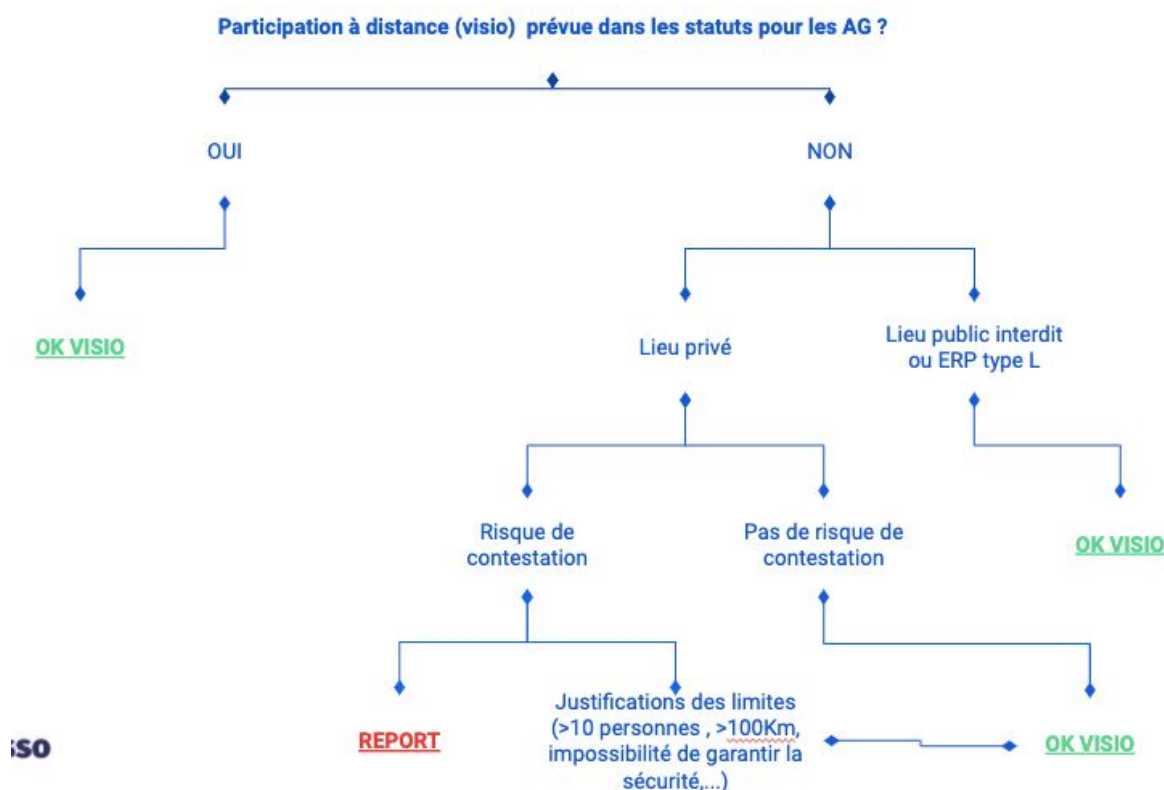 Participation à distance (visio) prévue dans les statuts pour les AG ?
OUI
NON
OK VISIO
Lieu privé
Lieu public interdit
ou ERP type L
Risque de
contestation
Pas de risque de
contestation
OK VISIO
REPORT
Justifications des limites
(>10 personnes , >100Km,
impossibilité de garantir la
sécurité,...)
OK VISIO
sso